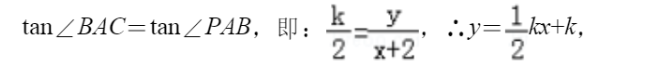 tan∠BAC=tan∠PAB，即：k/2=y/(x+2)，∴y=1/2kx+k，